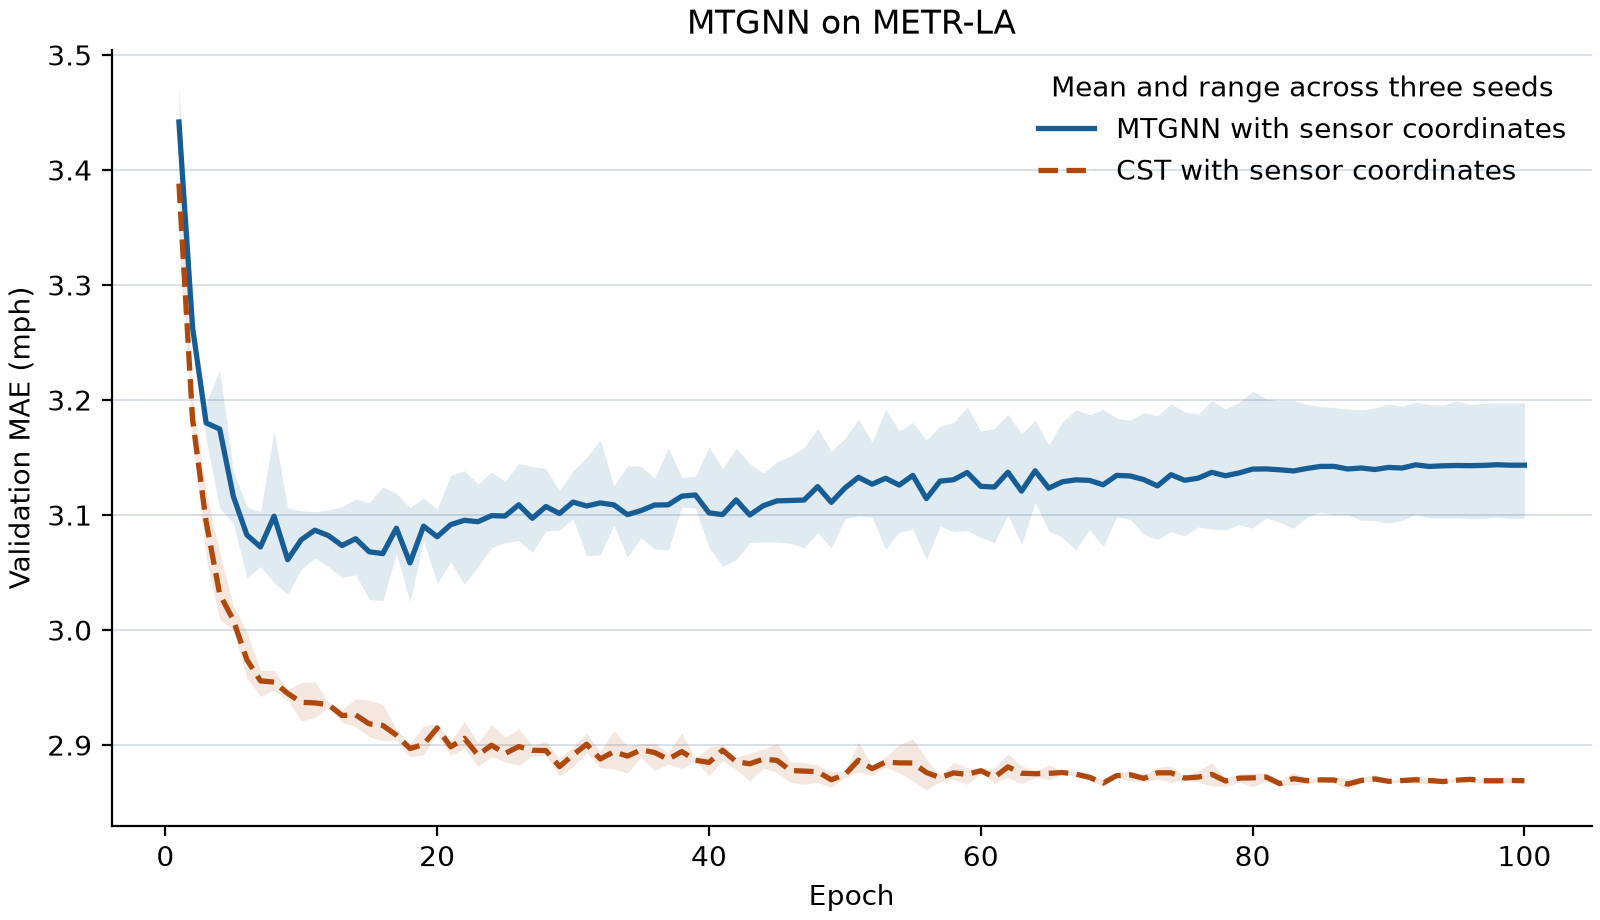 MTGNN on METR-LA
Mean and range across three seeds
MTGNN with sensor coordinates
CST with sensor coordinates
Validation MAE (mph)
3.5
3.4
3.3
3.2
3.1
3.0
2.9
0 20 40 60 80 100
Epoch